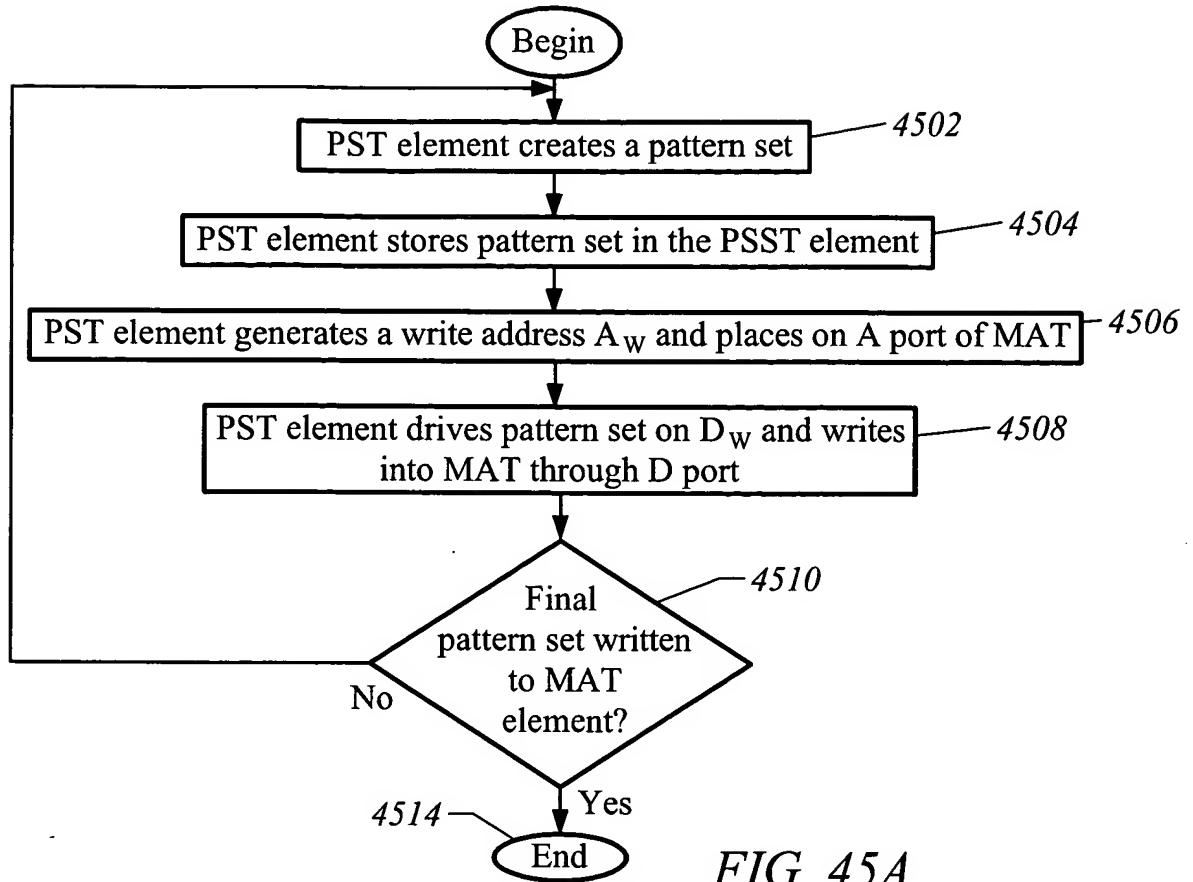 Begin
4502
PST element creates a pattern set
4504
PST element stores pattern set in the PSST element
4506
PST element generates a write address AW and places on A port of MAT
PST element drives pattern set on DW and writes
into MAT through D port
4508
4510
Final
pattern set written
to MAT
element?
No
Yes
4514
End
FIG. 45A